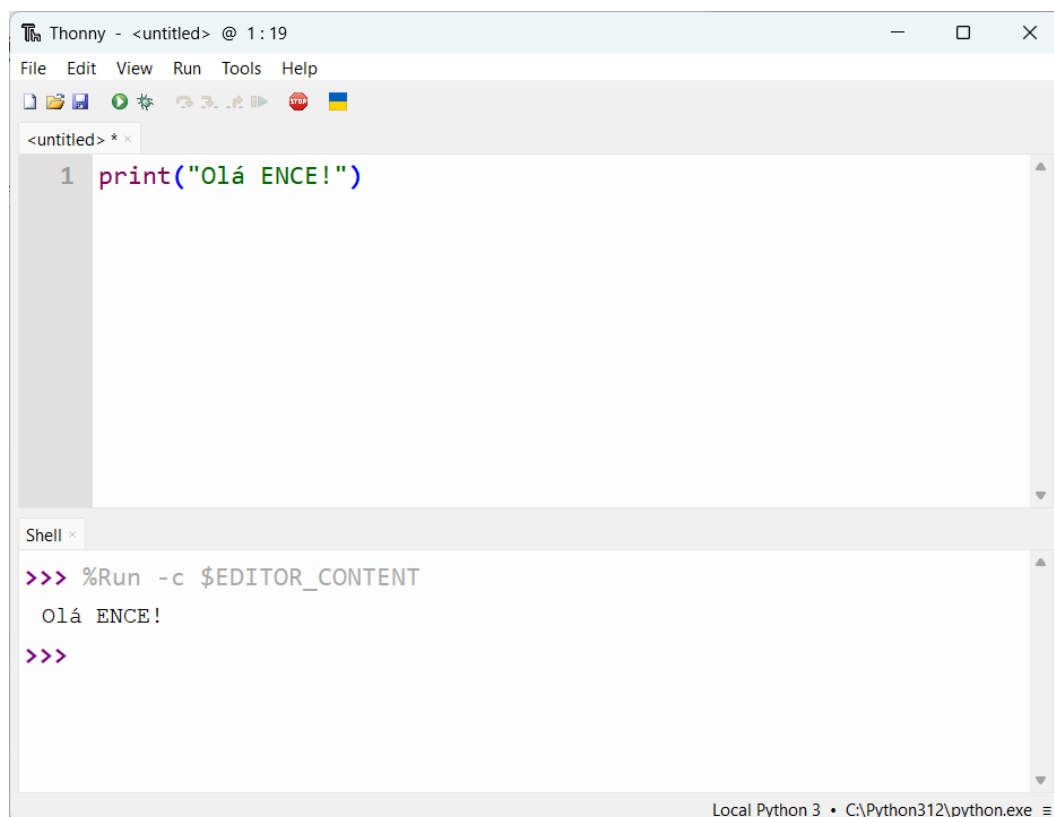 Thonny - <untitled> @ 1:19
File Edit View Run Tools Help
STOP
<untitled> *
1 print("Olá ENCE!")
Shell
>>> %Run -c $EDITOR_CONTENT
Olá ENCE!
>>>
Local Python 3 • C:\Python312\python.exe ≡